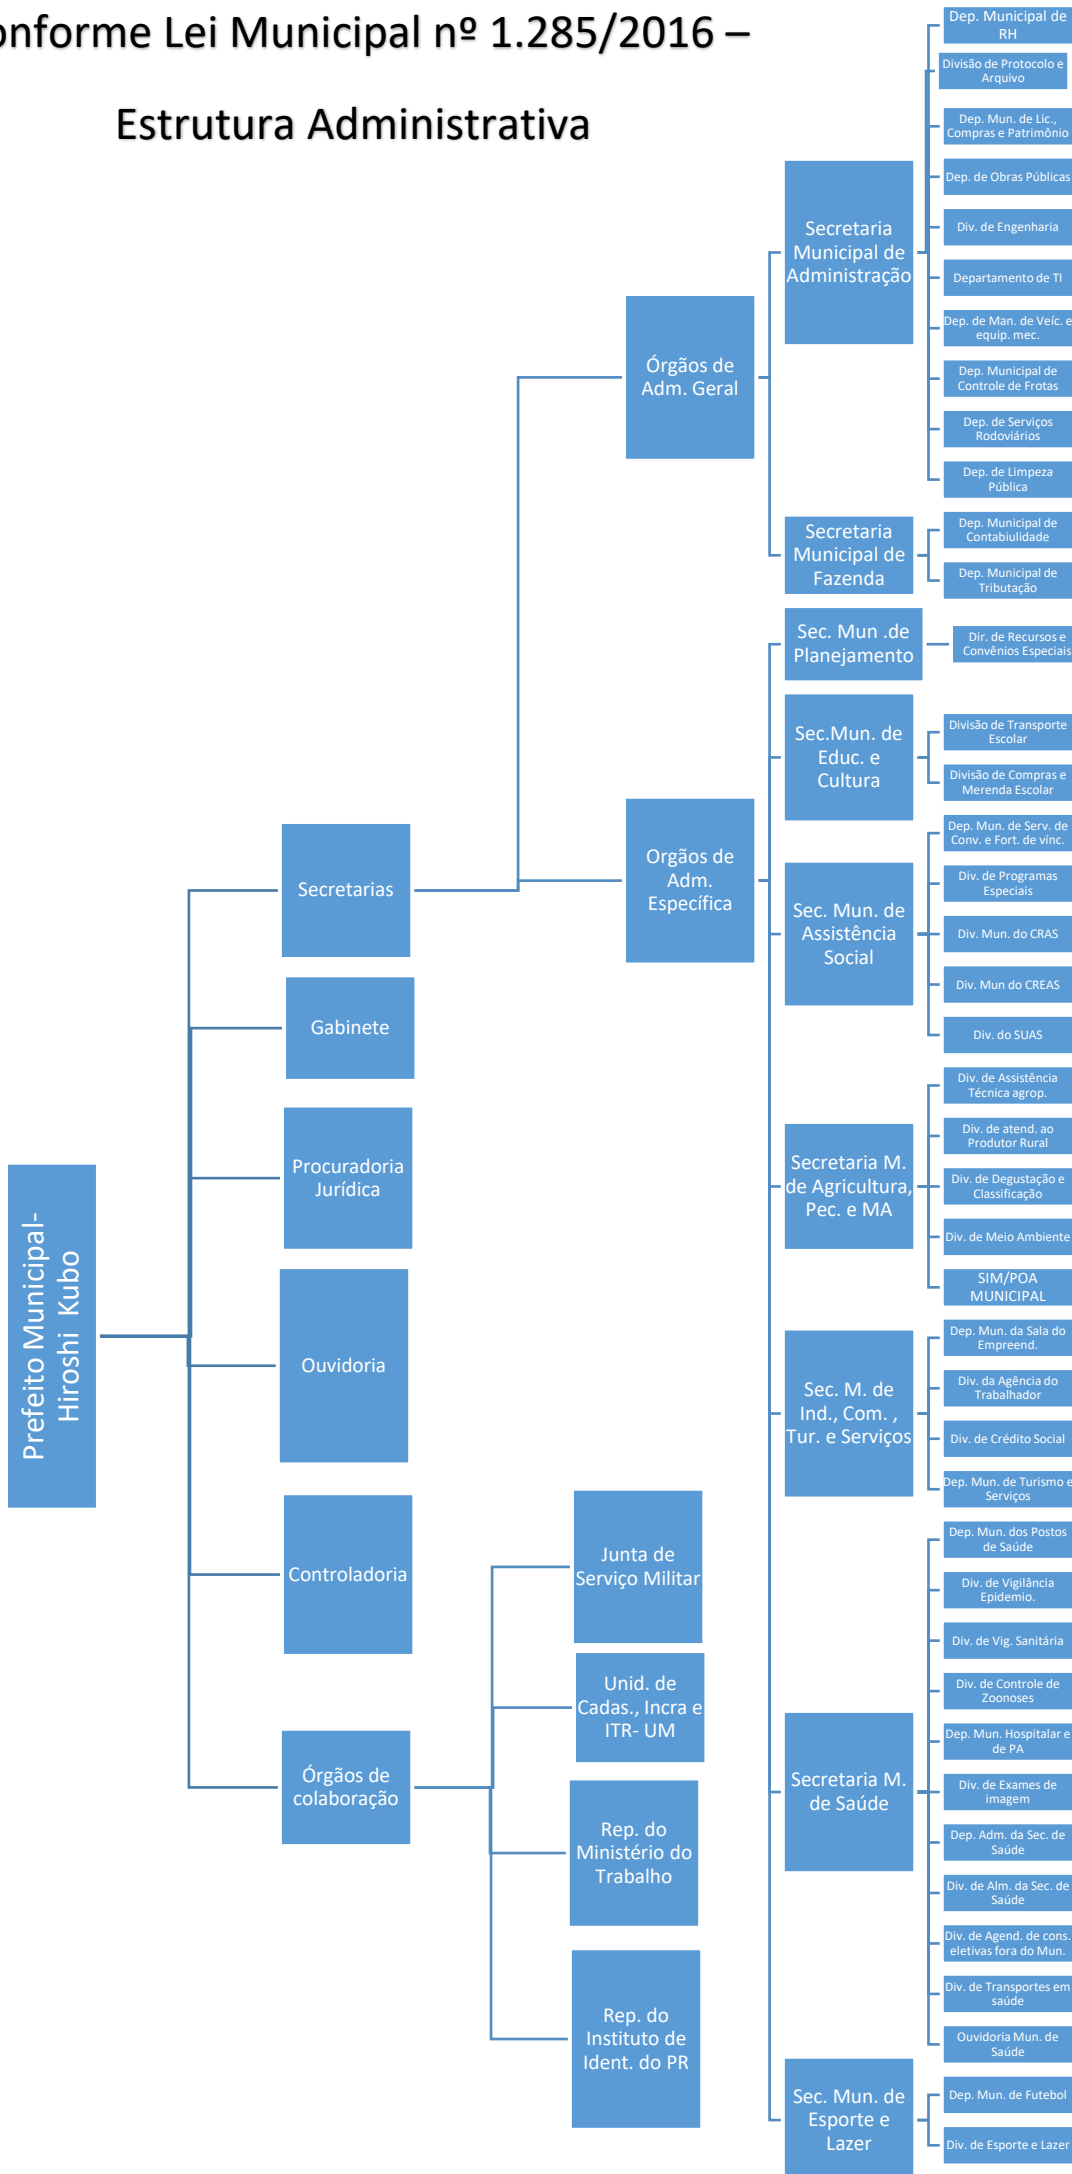 onforme Lei Municipal nº 1.285/2016 –
Estrutura Administrativa
Prefeito Municipal-
Hiroshi Kubo
Secretarias
Gabinete
Procuradoria
Jurídica
Ouvidoria
Controladoria
Órgãos de
colaboração
Órgãos de
Adm. Geral
Orgãos de
Adm.
Específica
Junta de
Serviço Militar
Unid. de
Cadas., Incra e
ITR- UM
Rep. do
Ministério do
Trabalho
Rep. do
Instituto de
Ident. do PR
Secretaria
Municipal de
Administração
Dep. Municipal de
RH
Divisão de Protocolo e
Arquivo
Dep. Mun. de Lic.,
Compras e Patrimônio
Dep. de Obras Públicas
Div. de Engenharia
Departamento de TI
Dep. de Man. de Veíc. e
equip. mec.
Dep. Municipal de
Controle de Frotas
Dep. de Serviços
Rodoviários
Dep. de Limpeza
Pública
Secretaria
Municipal de
Fazenda
Dep. Municipal de
Contabiulidade
Dep. Municipal de
Tributação
Sec. Mun .de
Planejamento
Dir. de Recursos e
Convênios Especiais
Sec.Mun. de
Educ. e
Cultura
Divisão de Transporte
Escolar
Divisão de Compras e
Merenda Escolar
Sec. Mun. de
Assistência
Social
Dep. Mun. de Serv. de
Conv. e Fort. de vínc.
Div. de Programas
Especiais
Div. Mun. do CRAS
Div. Mun do CREAS
Div. do SUAS
Secretaria M.
de Agricultura,
Pec. e MA
Div. de Assistência
Técnica agrop.
Div. de atend. ao
Produtor Rural
Div. de Degustação e
Classificação
Div. de Meio Ambiente
SIM/POA
MUNICIPAL
Sec. M. de
Ind., Com. ,
Tur. e Serviços
Dep. Mun. da Sala do
Empreend.
Div. da Agência do
Trabalhador
Div. de Crédito Social
Dep. Mun. de Turismo e
Serviços
Secretaria M.
de Saúde
Dep. Mun. dos Postos
de Saúde
Div. de Vigilância
Epidemio.
Div. de Vig. Sanitária
Div. de Controle de
Zoonoses
Dep. Mun. Hospitalar e
de PA
Div. de Exames de
imagem
Dep. Adm. da Sec. de
Saúde
Div. de Alm. da Sec. de
Saúde
Div. de Agend. de cons.
eletivas fora do Mun.
Div. de Transportes em
saúde
Ouvidoria Mun. de
Saúde
Sec. Mun. de
Esporte e
Lazer
Dep. Mun. de Futebol
Div. de Esporte e Lazer